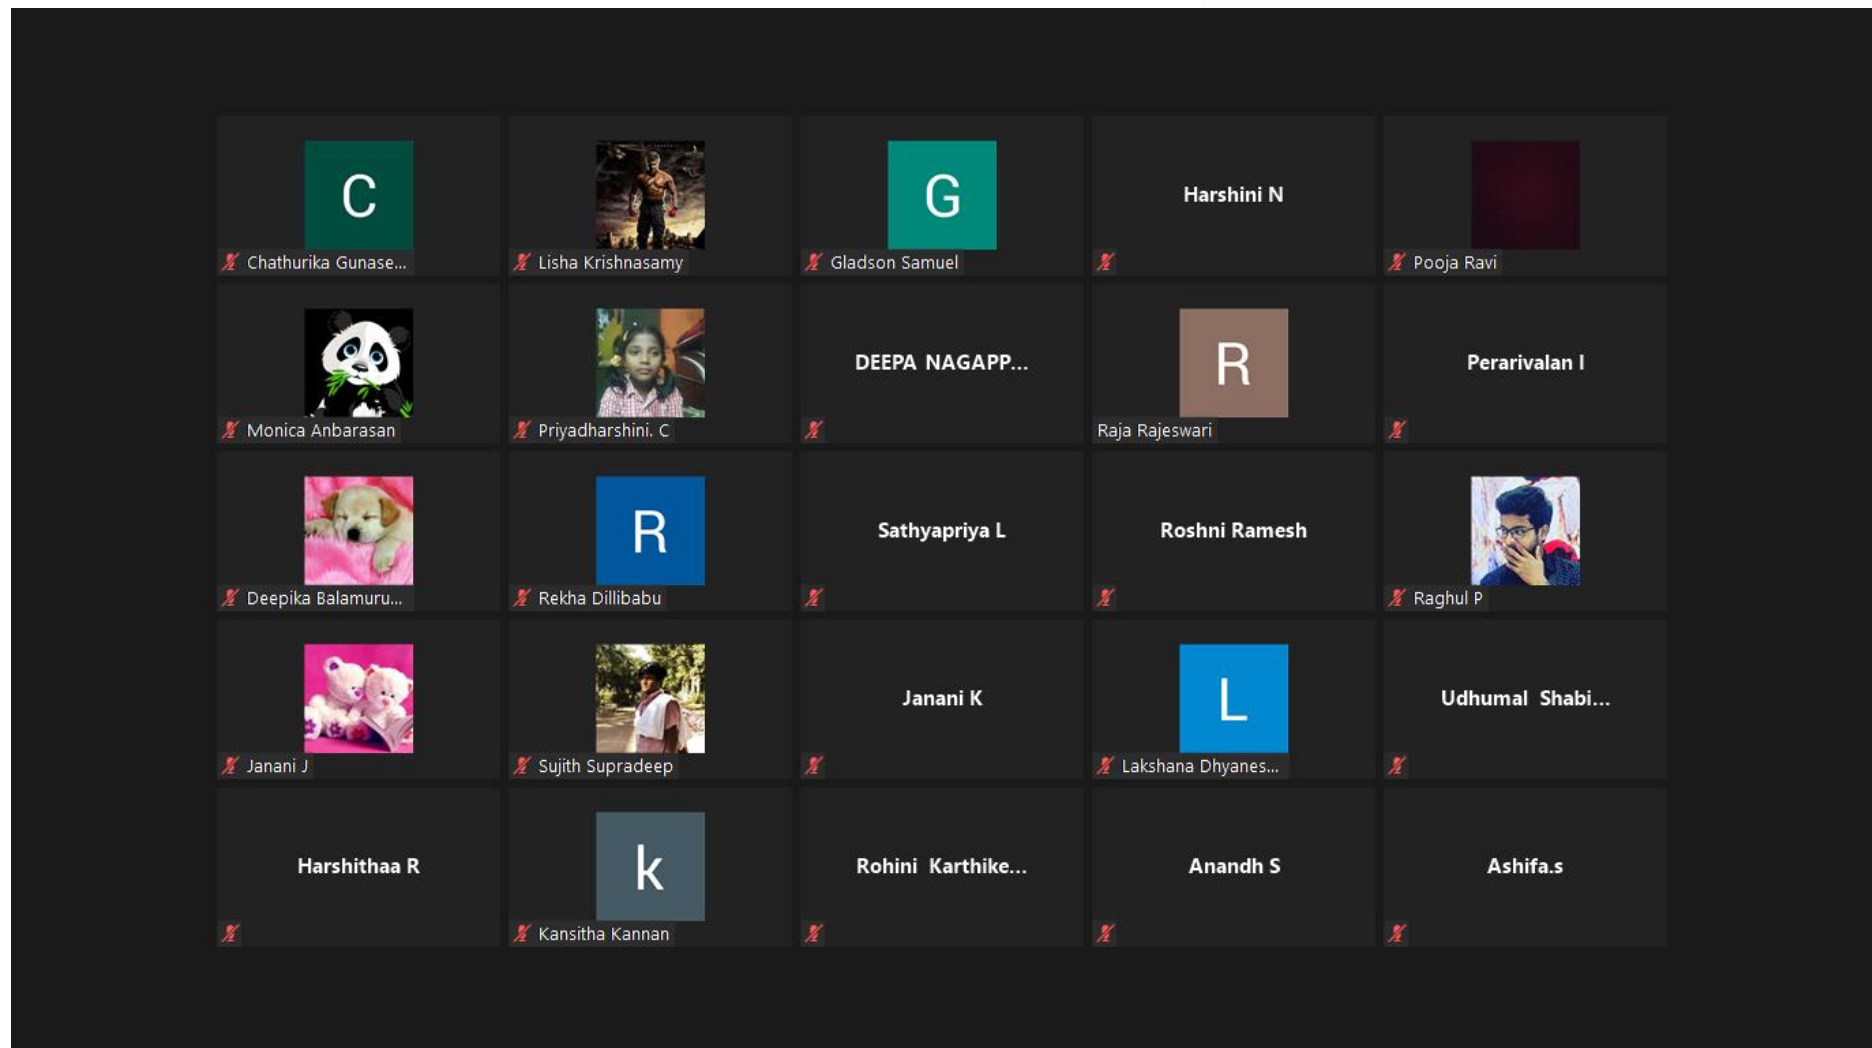 C
Chathurika Gunase...
Lisha Krishnasamy
G
Gladson Samuel
Harshini N
Pooja Ravi
Monica Anbarasan
Priyadharshini. C
DEEPA NAGAPP...
R
Raja Rajeswari
Perarivalan I
Deepika Balamuru...
R
Rekha Dillibabu
Sathyapriya L
Roshni Ramesh
Raghul P
Janani J
Sujith Supradeep
Janani K
L
Lakshana Dhyanes...
Udhumal Shabi...
Harshithaa R
k
Kansitha Kannan
Rohini Karthike...
Anandh S
Ashifa.s